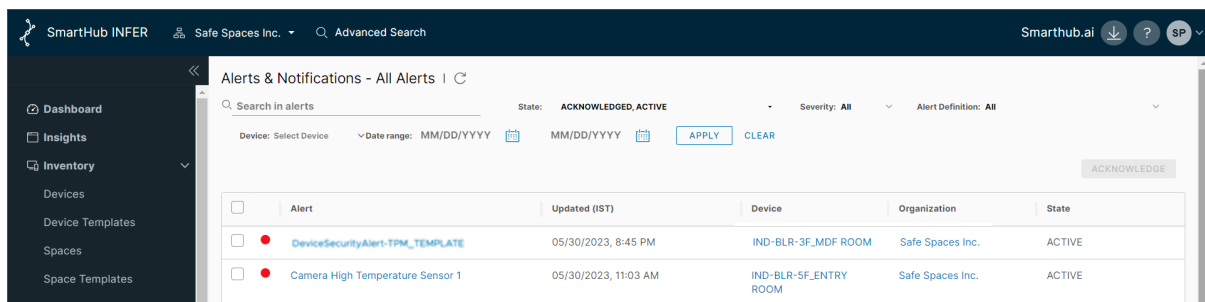 SmartHub INFER Safe Spaces Inc. Advanced Search Smarthub.ai ? SP
Alerts & Notifications - All Alerts
Dashboard
Insights
Inventory
Devices
Device Templates
Spaces
Space Templates
Search in alerts State: ACKNOWLEDGED, ACTIVE Severity: All Alert Definition: All
Device: Select Device Date range: MM/DD/YYYY MM/DD/YYYY APPLY CLEAR
ACKNOWLEDGE
Alert Updated (IST) Device Organization State
DeviceSecurityAlert-TPM_TEMPLATE 05/30/2023, 8:45 PM IND-BLR-3F_MDF ROOM Safe Spaces Inc. ACTIVE
Camera High Temperature Sensor 1 05/30/2023, 11:03 AM IND-BLR-5F_ENTRY Safe Spaces Inc. ACTIVE
ROOM